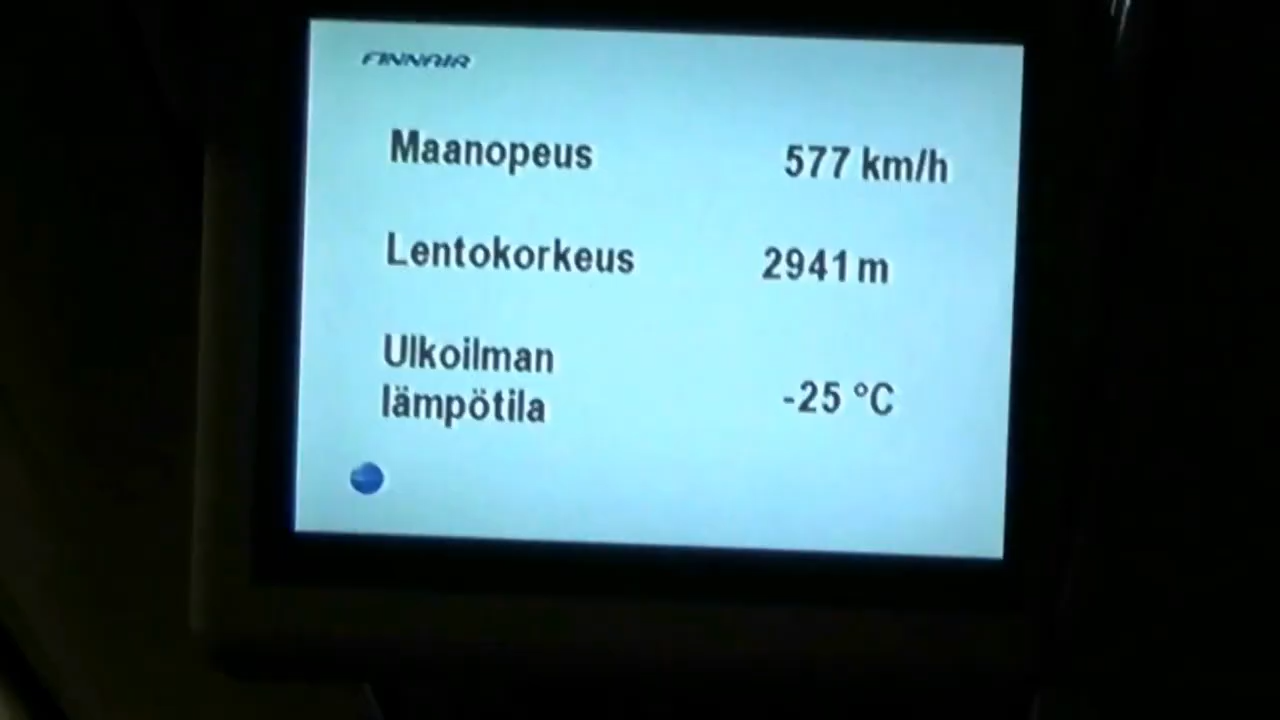 FINNAIR
Maanopeus 577 km/h
Lentokorkeus 2941 m
Ulkoilman
lämpötila -25 °C